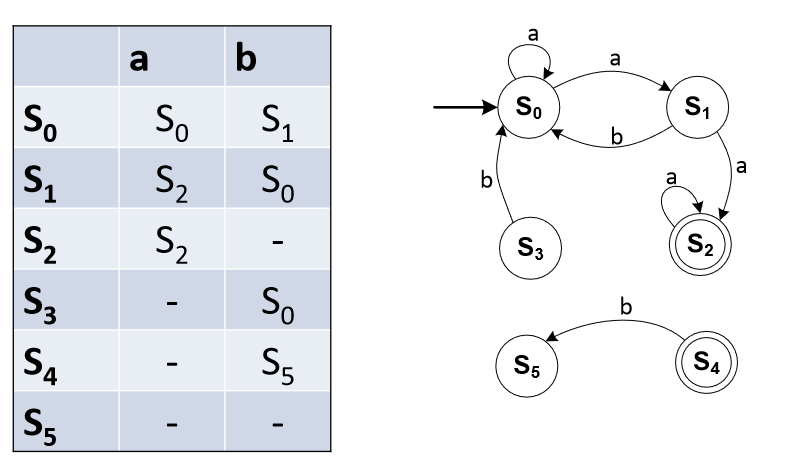 a b
S0 S0 S1
S1 S2 S0
S2 S2 -
S3 - S0
S4 - S5
S5 - -
a
a
S0 S1
b
b a a
S3 S2
b
S5 S4